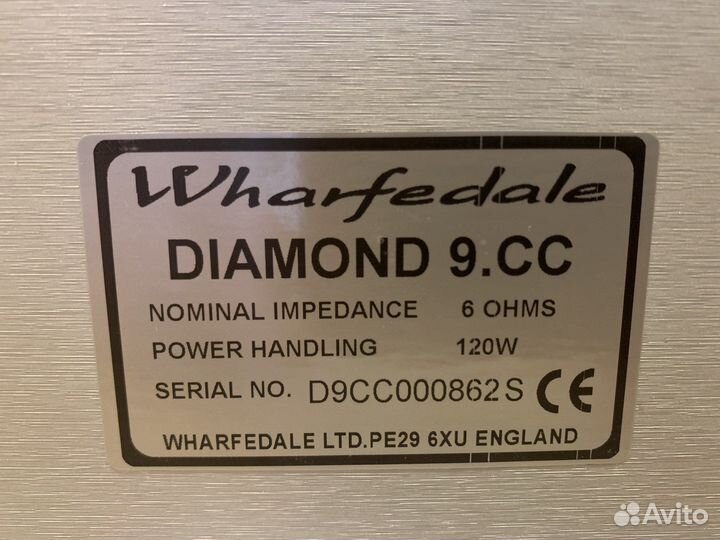 Wharfedale
DIAMOND 9.CC
NOMINAL IMPEDANCE 6 OHMS
POWER HANDLING 120W
SERIAL NO. D9CC000862S CE
WHARFEDALE LTD.PE29 6XU ENGLAND
Avito